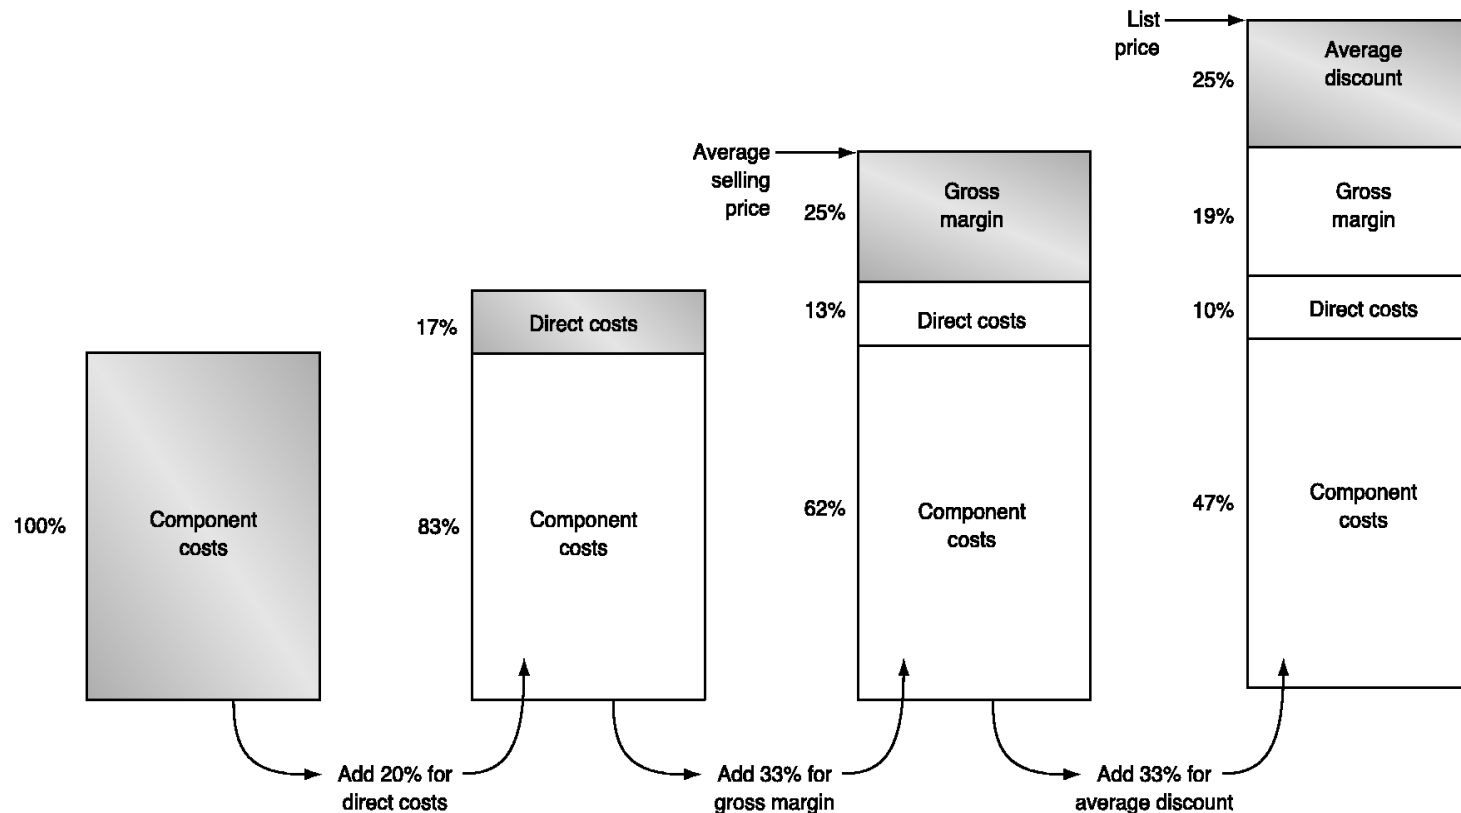 100%
Component
costs
Add 20% for
direct costs
17%
Direct costs
83%
Component
costs
Add 33% for
gross margin
Average
selling
price
25%
Gross
margin
13%
Direct costs
62%
Component
costs
Add 33% for
average discount
List
price
25%
Average
discount
19%
Gross
margin
10%
Direct costs
47%
Component
costs